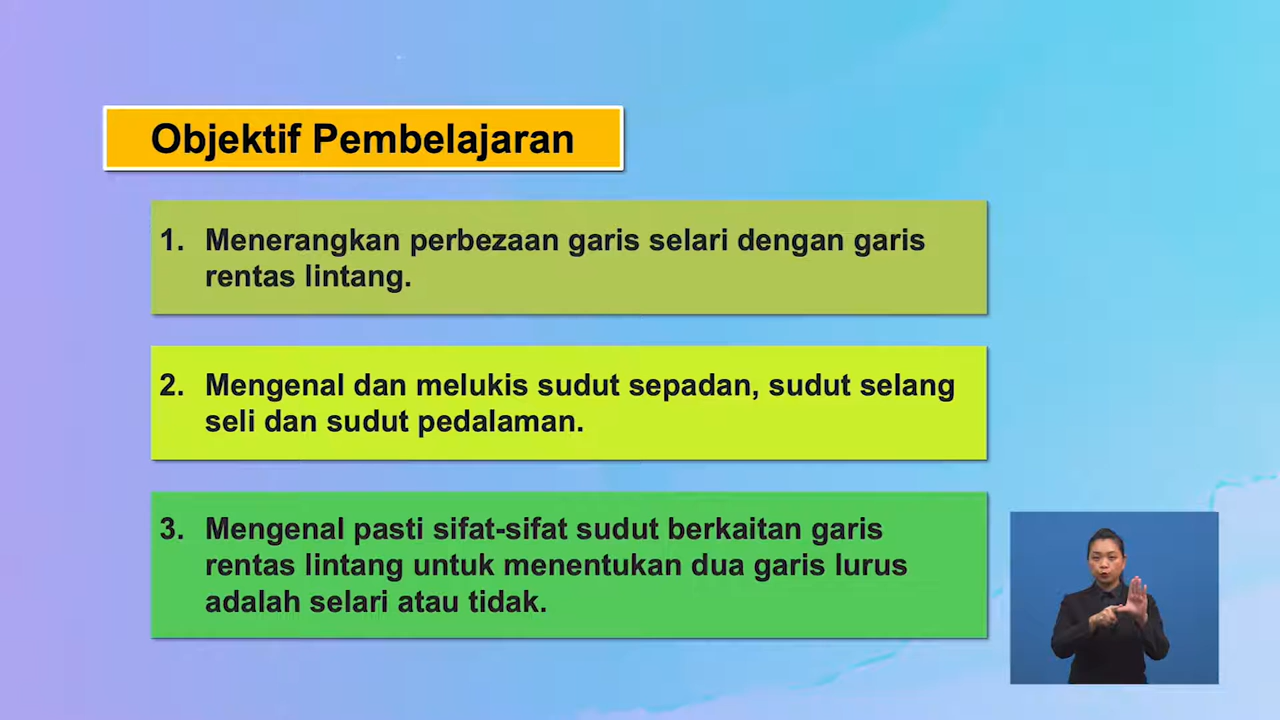 Objektif Pembelajaran
1. Menerangkan perbezaan garis selari dengan garis
rentas lintang.
2. Mengenal dan melukis sudut sepadan, sudut selang
seli dan sudut pedalaman.
3. Mengenal pasti sifat-sifat sudut berkaitan garis
rentas lintang untuk menentukan dua garis lurus
adalah selari atau tidak.